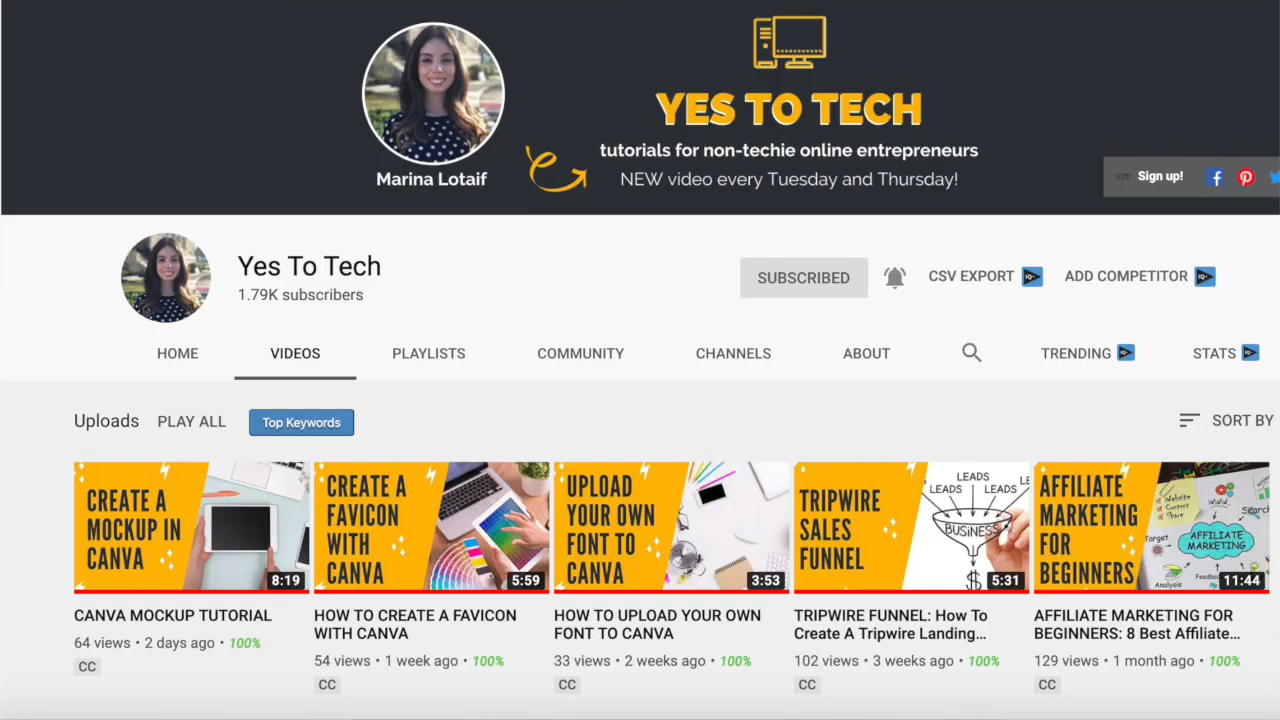 YES TO TECH
tutorials for non-techie online entrepreneurs
NEW video every Tuesday and Thursday!
Marina Lotaif
Sign up!
Yes To Tech
1.79K subscribers
SUBSCRIBED
CSV EXPORT
ADD COMPETITOR
HOME VIDEOS PLAYLISTS COMMUNITY CHANNELS ABOUT TRENDING STATS
Uploads PLAY ALL Top Keywords SORT BY
CREATE A
MOCKUP IN
CANVA
8:19
CANVA MOCKUP TUTORIAL
64 views • 2 days ago • 100%
CC
CREATE A
FAVICON
WITH
CANVA
5:59
HOW TO CREATE A FAVICON
WITH CANVA
54 views • 1 week ago • 100%
CC
UPLOAD
YOUR OWN
FONT TO
CANVA
3:53
HOW TO UPLOAD YOUR OWN
FONT TO CANVA
33 views • 2 weeks ago • 100%
CC
TRIPWIRE
SALES
FUNNEL
LEADS
LEADS LEADS
BUSINESS
$
5:31
TRIPWIRE FUNNEL: How To
Create A Tripwire Landing...
102 views • 3 weeks ago • 100%
CC
AFFILIATE
MARKETING
FOR
BEGINNERS
Website
Content
Share
WWW.
Search
Target
AFFILIATE
MARKETING
Analysis
11:44
AFFILIATE MARKETING FOR
BEGINNERS: 8 Best Affiliate...
129 views • 1 month ago • 100%
CC